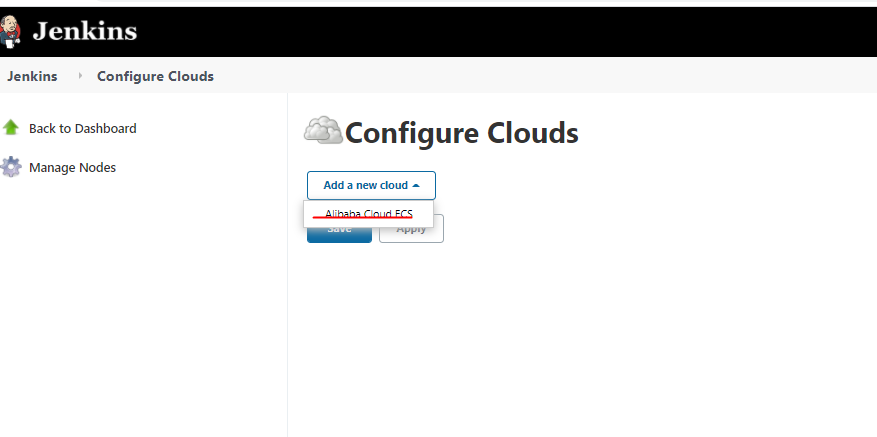 Jenkins
Jenkins Configure Clouds
Back to Dashboard
Manage Nodes
Configure Clouds
Add a new cloud
Alibaba Cloud ECS
Save Apply